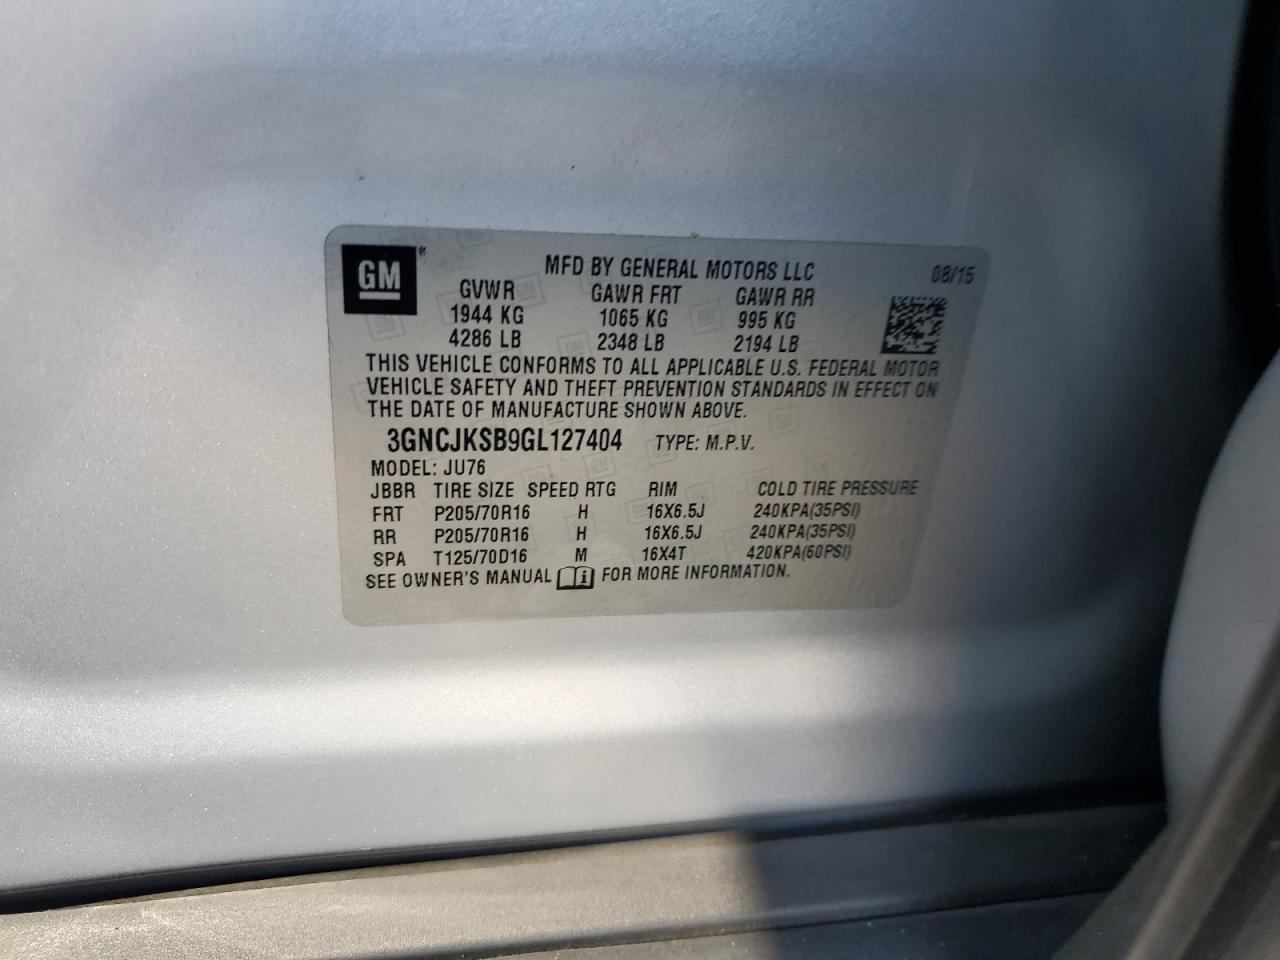 GM®
MFD BY GENERAL MOTORS LLC 08/15
GVWR GAWR FRT GAWR RR
1944 KG 1065 KG 995 KG
4286 LB 2348 LB 2194 LB
THIS VEHICLE CONFORMS TO ALL APPLICABLE U.S. FEDERAL MOTOR
VEHICLE SAFETY AND THEFT PREVENTION STANDARDS IN EFFECT ON
THE DATE OF MANUFACTURE SHOWN ABOVE.
3GNCJKSB9GL127404 TYPE: M.P.V.
MODEL: JU76
JBBR TIRE SIZE SPEED RTG RIM COLD TIRE PRESSURE
FRT P205/70R16 H 16X6.5J 240KPA(35PSI)
RR P205/70R16 H 16X6.5J 240KPA(35PSI)
SPA T125/70D16 M 16X4T 420KPA(60PSI)
SEE OWNER'S MANUAL FOR MORE INFORMATION.